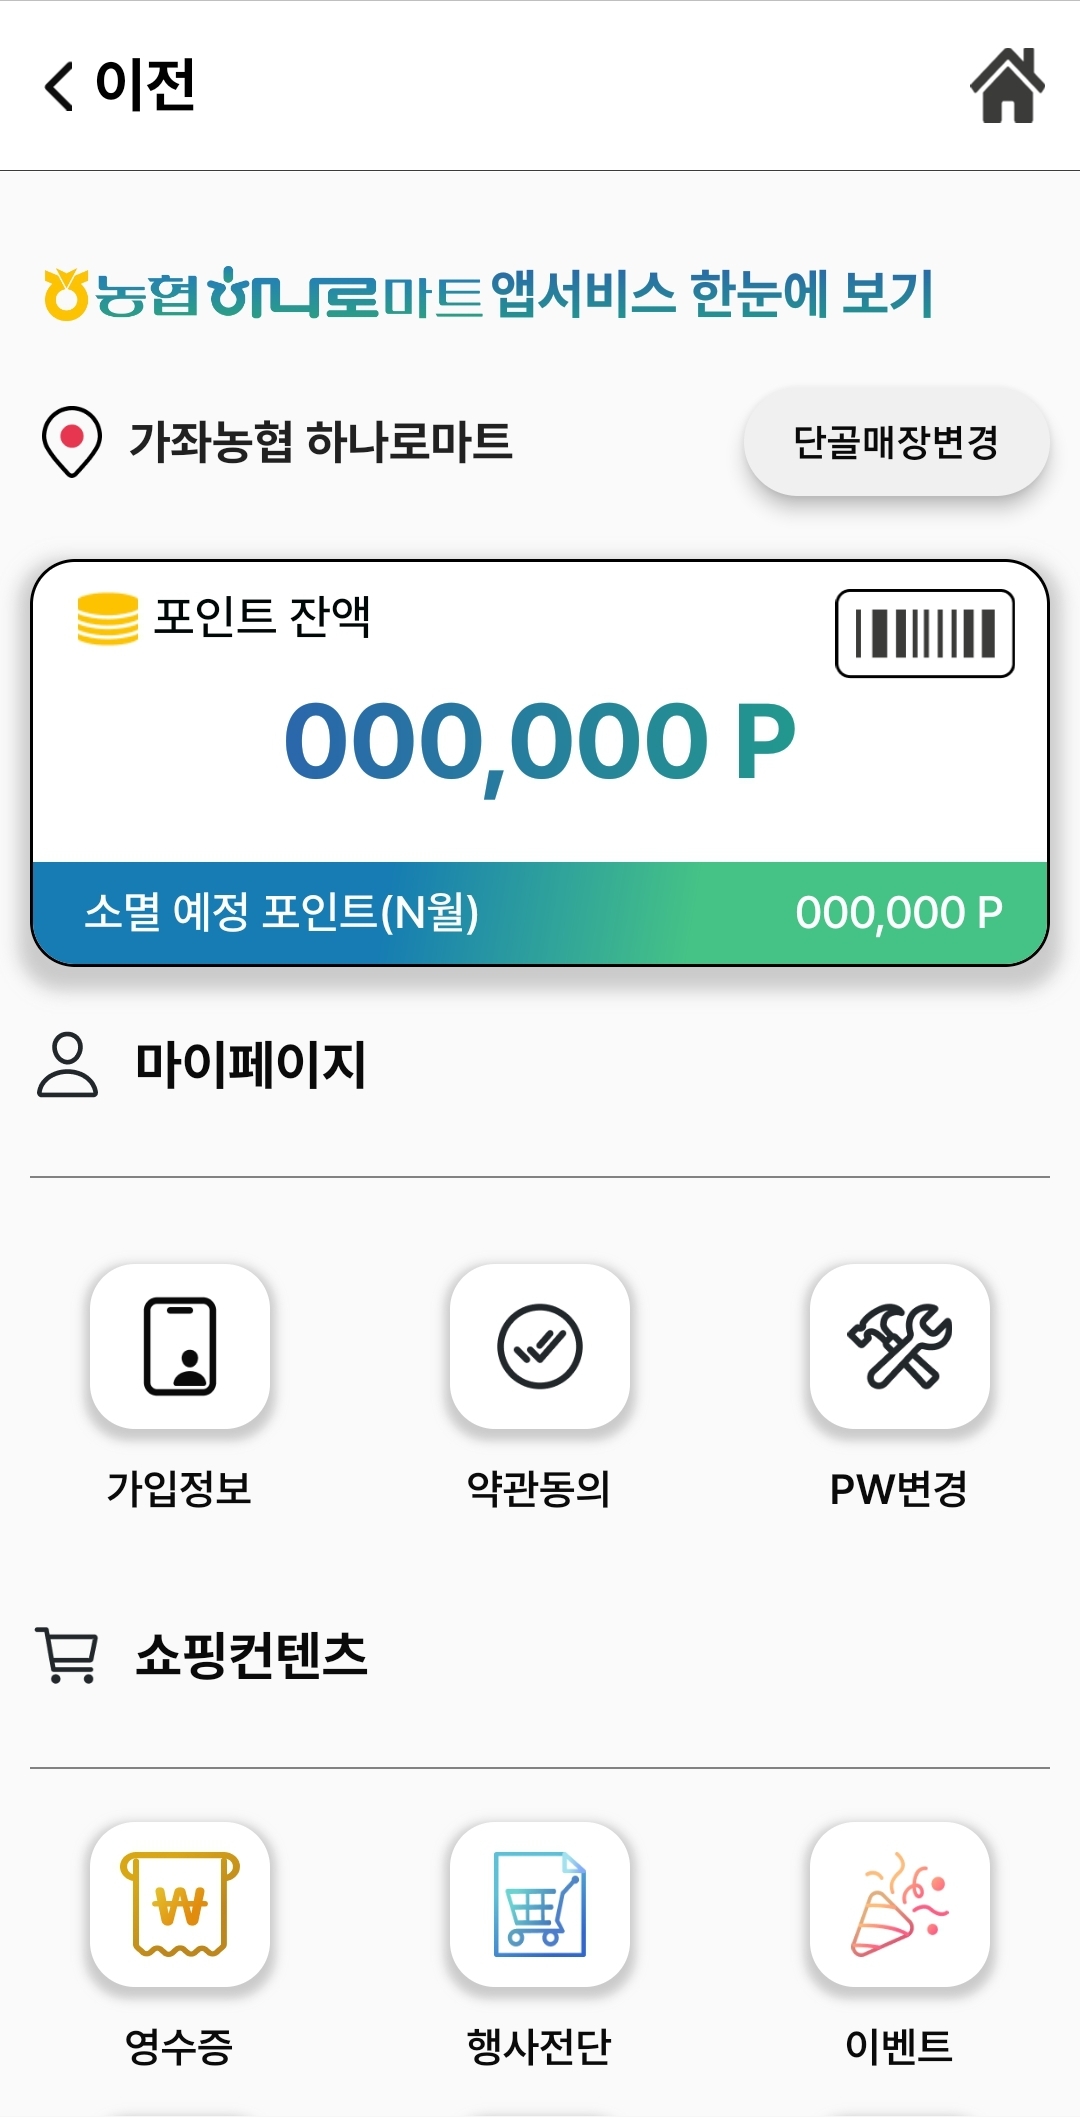 이전
농협 하나로마트 앱서비스 한눈에 보기
가좌농협 하나로마트
단골매장변경
포인트 잔액
000,000 P
소멸 예정 포인트(N월) 000,000 P
마이페이지
가입정보 약관동의 PW변경
쇼핑컨텐츠
₩
영수증 행사전단 이벤트